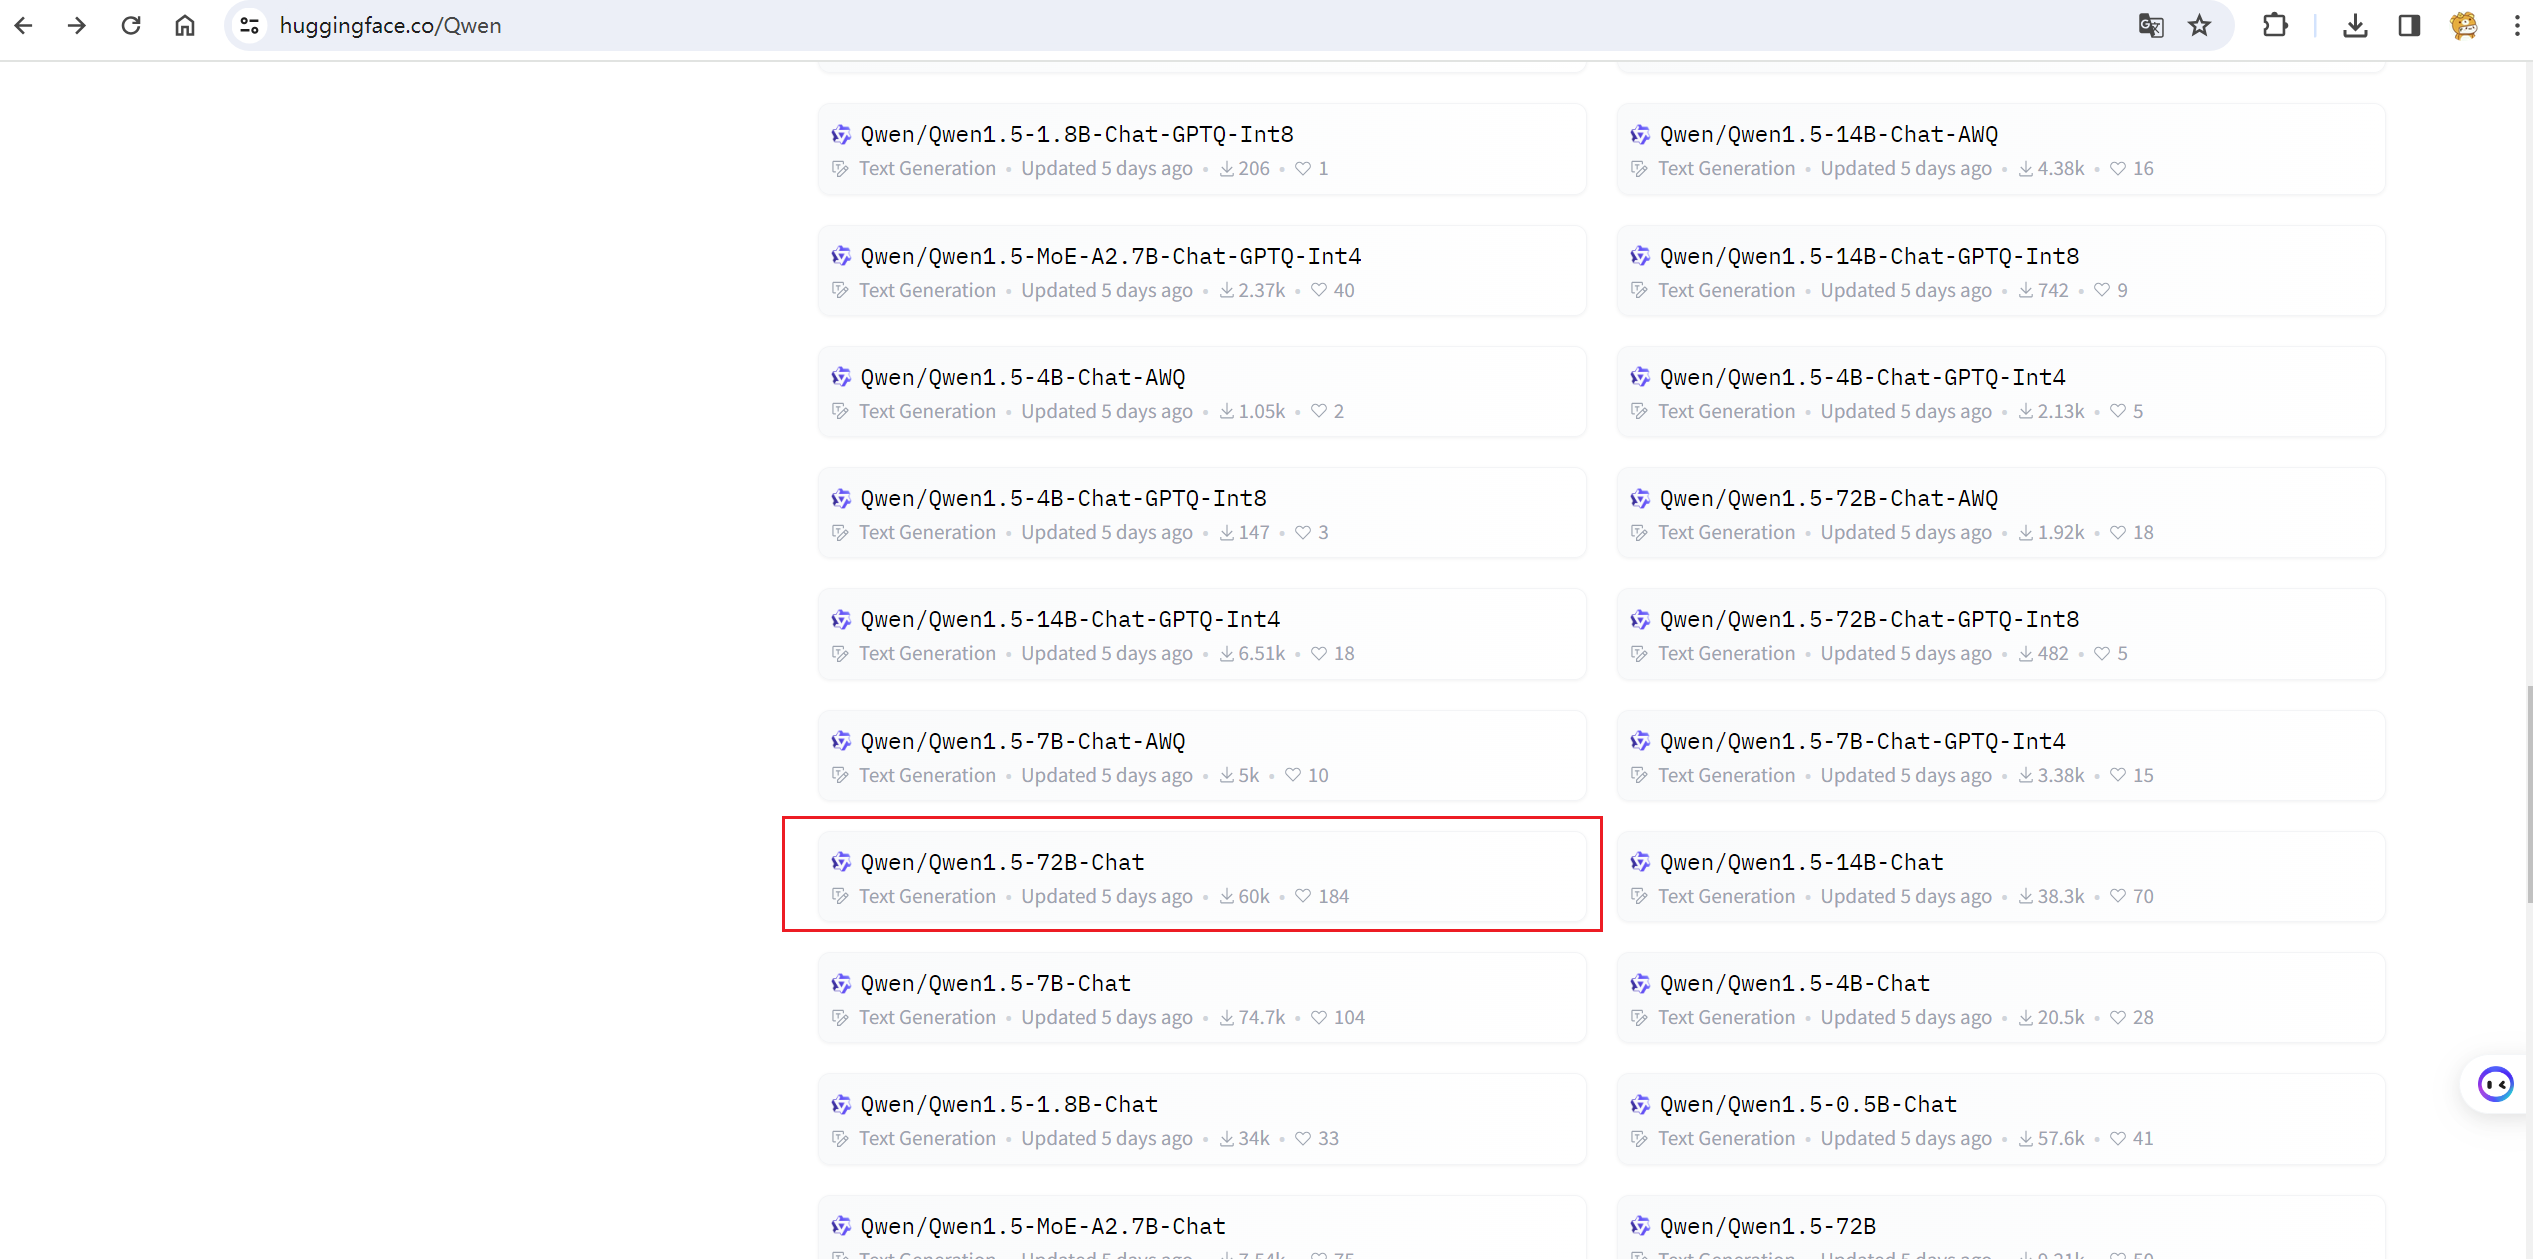 huggingface.co/Qwen
Qwen/Qwen1.5-1.8B-Chat-GPTQ-Int8
Text Generation • Updated 5 days ago • 206 • 1
Qwen/Qwen1.5-14B-Chat-AWQ
Text Generation • Updated 5 days ago • 4.38k • 16
Qwen/Qwen1.5-MoE-A2.7B-Chat-GPTQ-Int4
Text Generation • Updated 5 days ago • 2.37k • 40
Qwen/Qwen1.5-14B-Chat-GPTQ-Int8
Text Generation • Updated 5 days ago • 742 • 9
Qwen/Qwen1.5-4B-Chat-AWQ
Text Generation • Updated 5 days ago • 1.05k • 2
Qwen/Qwen1.5-4B-Chat-GPTQ-Int4
Text Generation • Updated 5 days ago • 2.13k • 5
Qwen/Qwen1.5-4B-Chat-GPTQ-Int8
Text Generation • Updated 5 days ago • 147 • 3
Qwen/Qwen1.5-72B-Chat-AWQ
Text Generation • Updated 5 days ago • 1.92k • 18
Qwen/Qwen1.5-14B-Chat-GPTQ-Int4
Text Generation • Updated 5 days ago • 6.51k • 18
Qwen/Qwen1.5-72B-Chat-GPTQ-Int8
Text Generation • Updated 5 days ago • 482 • 5
Qwen/Qwen1.5-7B-Chat-AWQ
Text Generation • Updated 5 days ago • 5k • 10
Qwen/Qwen1.5-7B-Chat-GPTQ-Int4
Text Generation • Updated 5 days ago • 3.38k • 15
Qwen/Qwen1.5-72B-Chat
Text Generation • Updated 5 days ago • 60k • 184
Qwen/Qwen1.5-14B-Chat
Text Generation • Updated 5 days ago • 38.3k • 70
Qwen/Qwen1.5-7B-Chat
Text Generation • Updated 5 days ago • 74.7k • 104
Qwen/Qwen1.5-4B-Chat
Text Generation • Updated 5 days ago • 20.5k • 28
Qwen/Qwen1.5-1.8B-Chat
Text Generation • Updated 5 days ago • 34k • 33
Qwen/Qwen1.5-0.5B-Chat
Text Generation • Updated 5 days ago • 57.6k • 41
Qwen/Qwen1.5-MoE-A2.7B-Chat
Text Generation • Updated 5 days ago
Qwen/Qwen1.5-72B
Text Generation • Updated 5 days ago